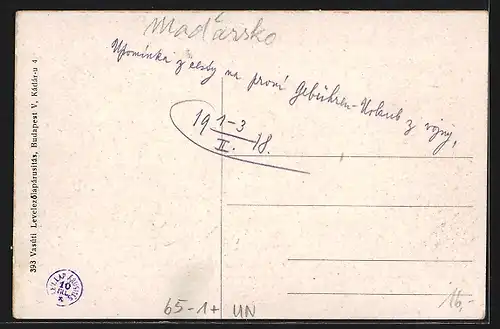 Maďarsko
Upomínka z cesty na první Gebühren-Urlaub z vojny,
19 1-3 18.
II.
393 Vasúti Levelezőlapárusítás, Budapest V, Kádár-u 4
10
65-1+ UN
16,-